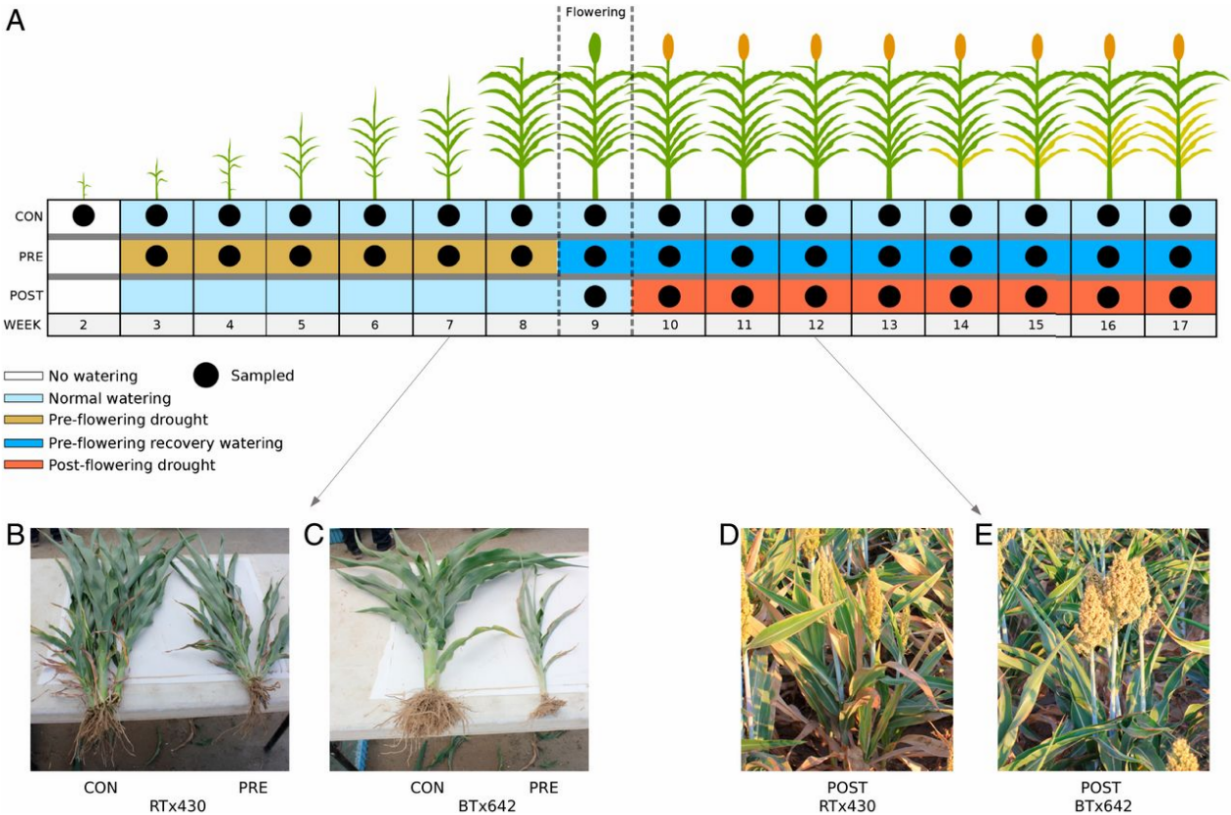 A
Flowering
CON
PRE
POST
WEEK 2 3 4 5 6 7 8 9 10 11 12 13 14 15 16 17
No watering
Sampled
Normal watering
Pre-flowering drought
Pre-flowering recovery watering
Post-flowering drought
B
C
D
E
CON PRE
RTx430
CON PRE
BTx642
POST
RTx430
POST
BTx642